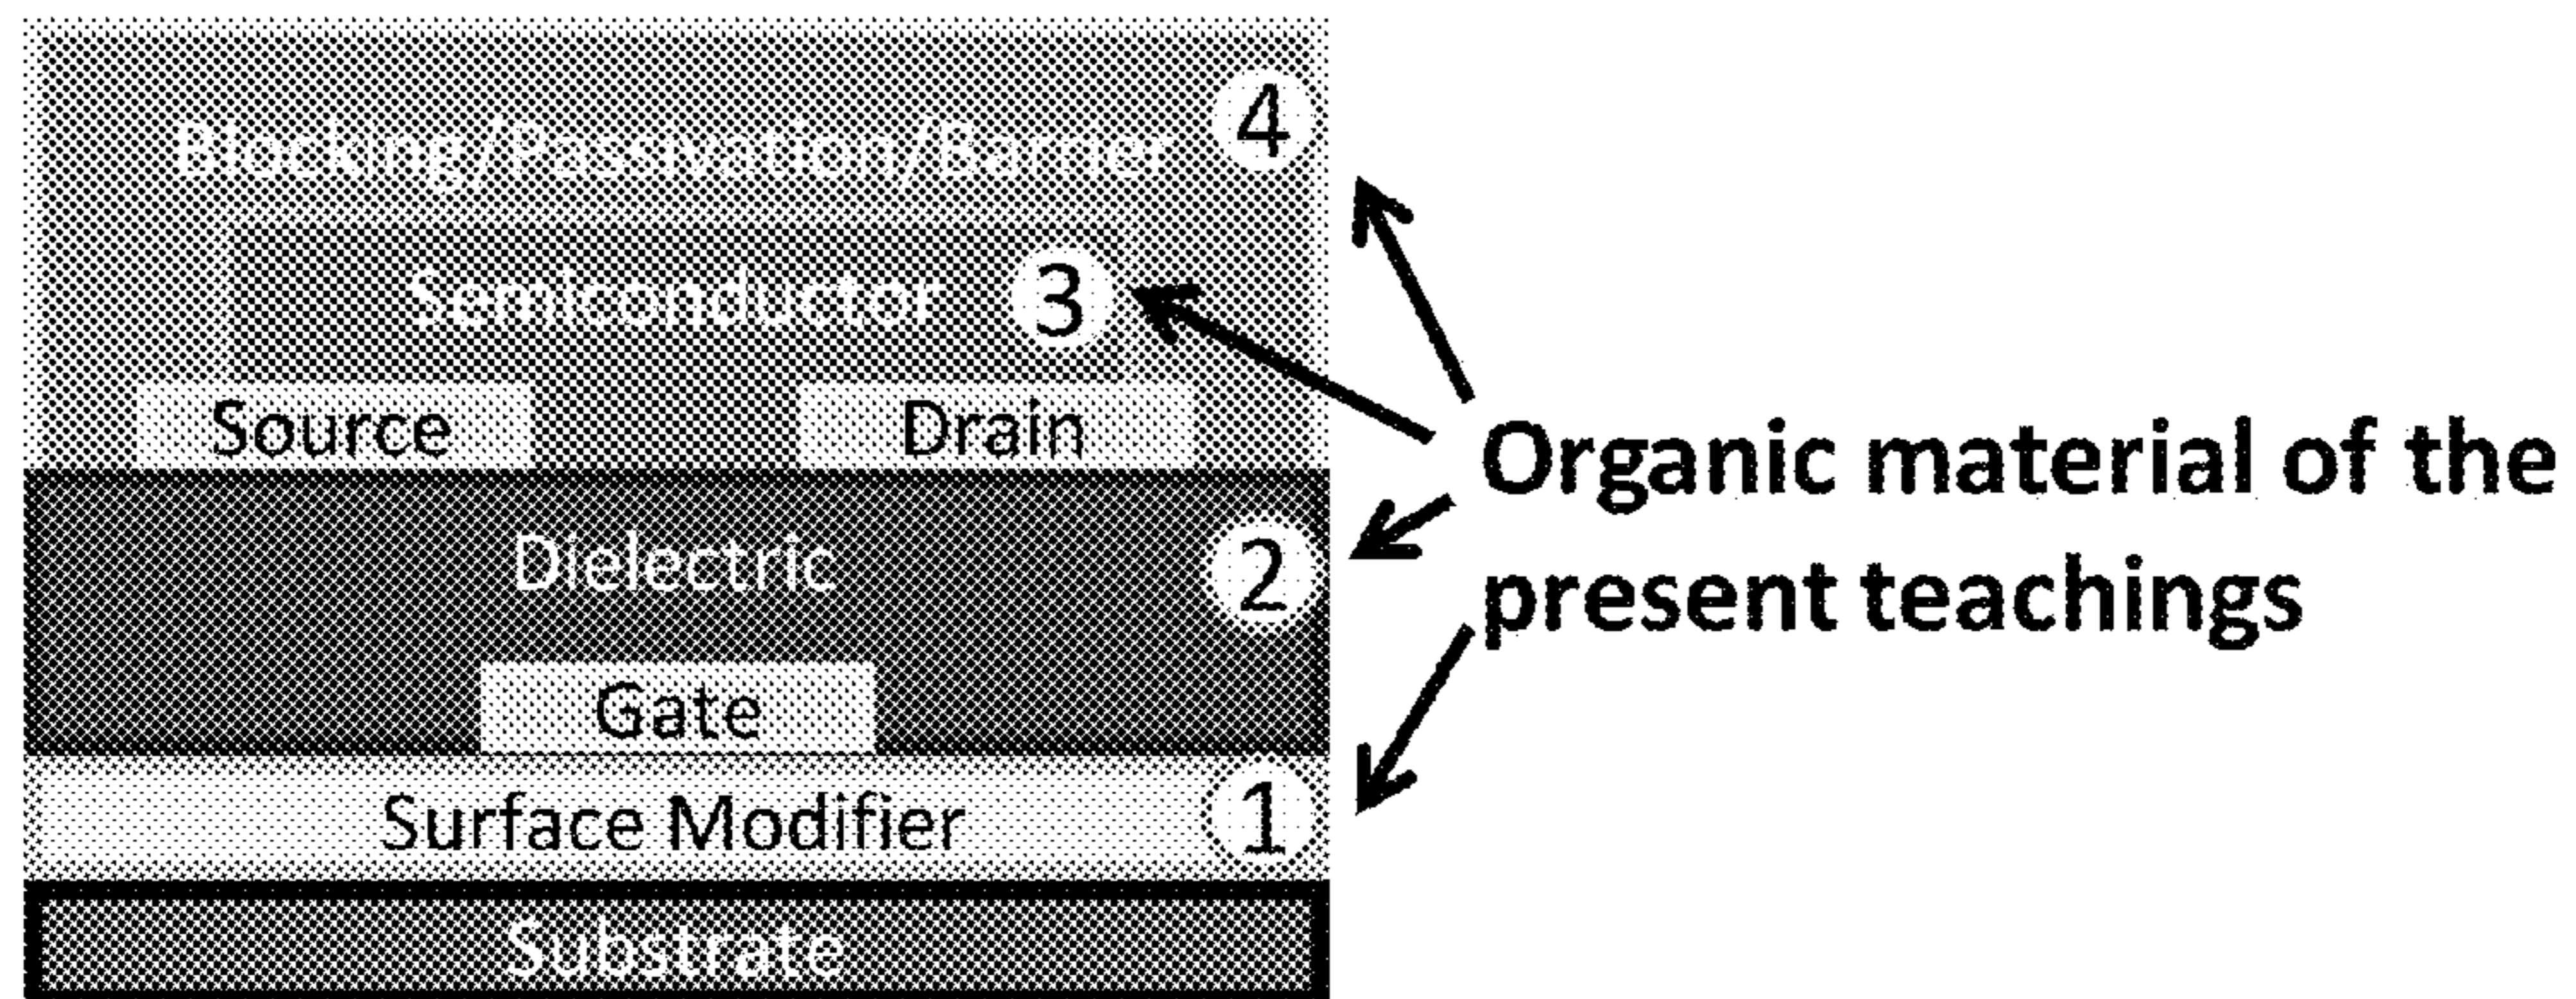 Blocking/Passivation/Barrier
4
Semiconductor
3
Source
Drain
Dielectric
2
Gate
Surface Modifier
1
Substrate
Organic material of the
present teachings